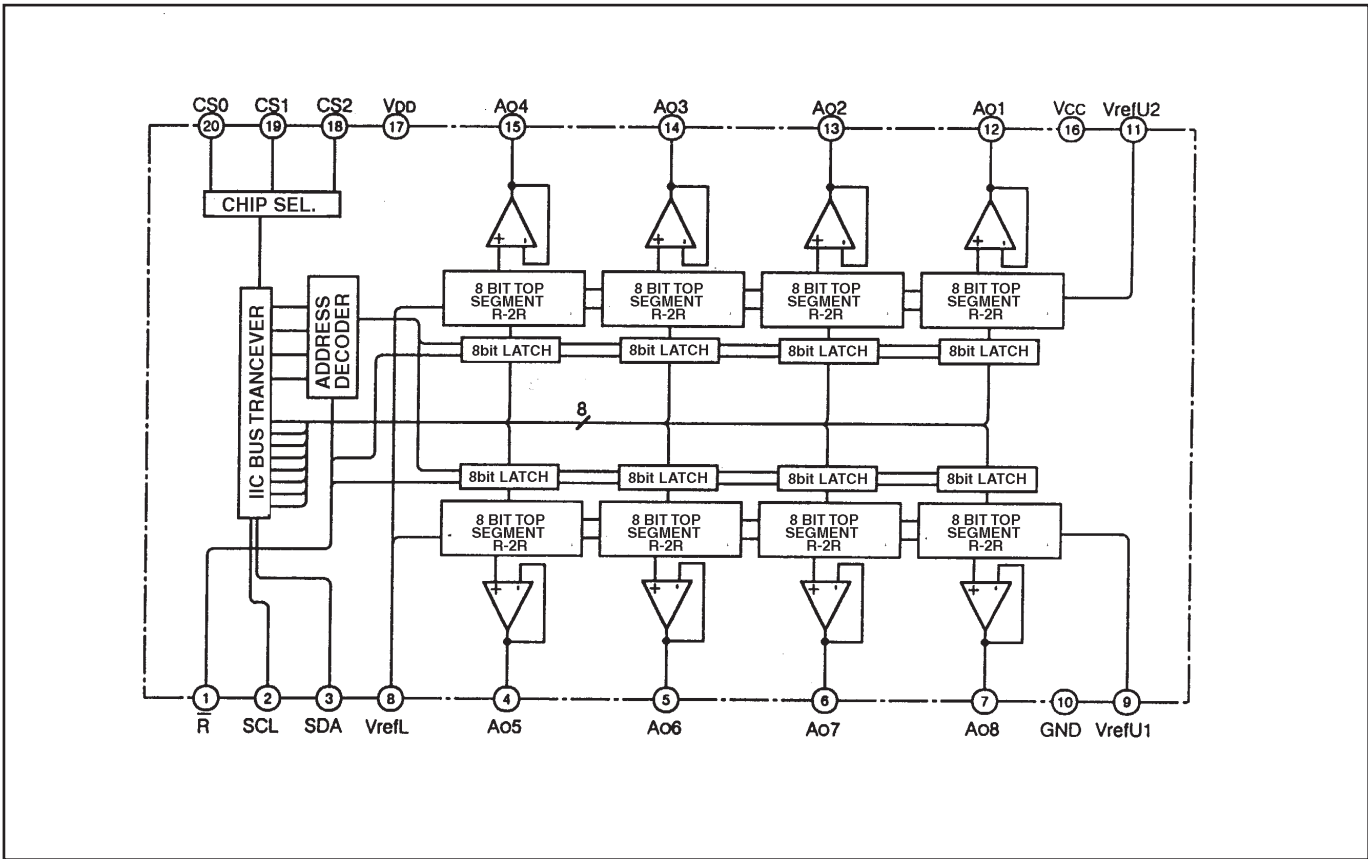 CS0 CS1 CS2 VDD Ao4 Ao3 Ao2 Ao1 Vcc VrefU2
20 19 18 17 15 14 13 12 16 11
CHIP SEL.
+ - + - + - + -
8 BIT TOP
SEGMENT
R-2R
8 BIT TOP
SEGMENT
R-2R
8 BIT TOP
SEGMENT
R-2R
8 BIT TOP
SEGMENT
R-2R
IIC BUS TRANCEVER
ADDRESS
DECODER
8bit LATCH 8bit LATCH 8bit LATCH 8bit LATCH
8
8bit LATCH 8bit LATCH 8bit LATCH 8bit LATCH
8 BIT TOP
SEGMENT
R-2R
8 BIT TOP
SEGMENT
R-2R
8 BIT TOP
SEGMENT
R-2R
8 BIT TOP
SEGMENT
R-2R
+ - + - + - + -
1 2 3 8 4 5 6 7 10 9
R̅ SCL SDA VrefL Ao5 Ao6 Ao7 Ao8 GND VrefU1